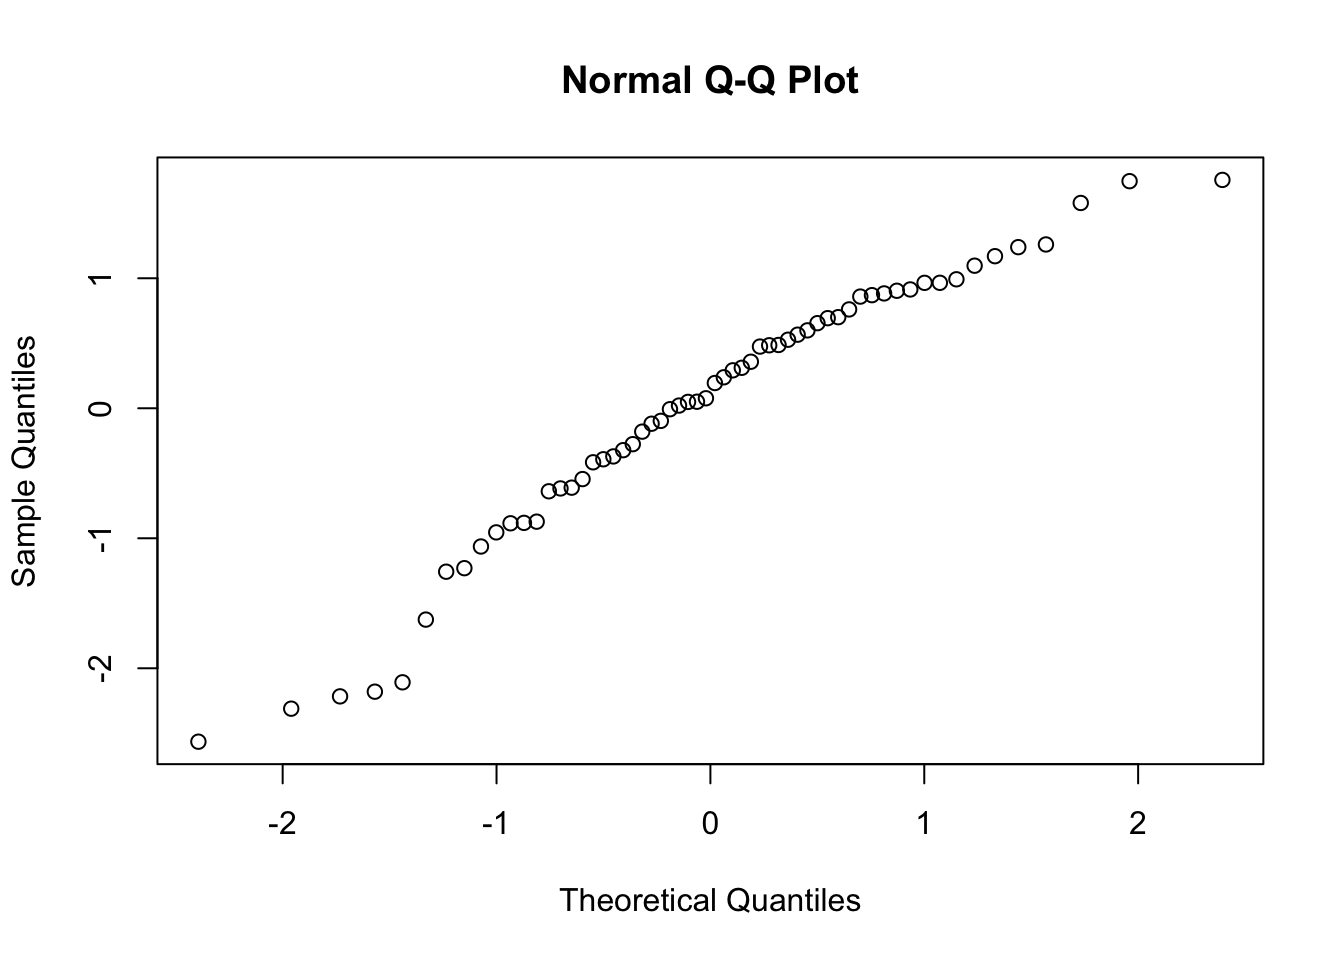 Normal Q-Q Plot
Sample Quantiles
1
0
-1
-2
-2 -1 0 1 2
Theoretical Quantiles